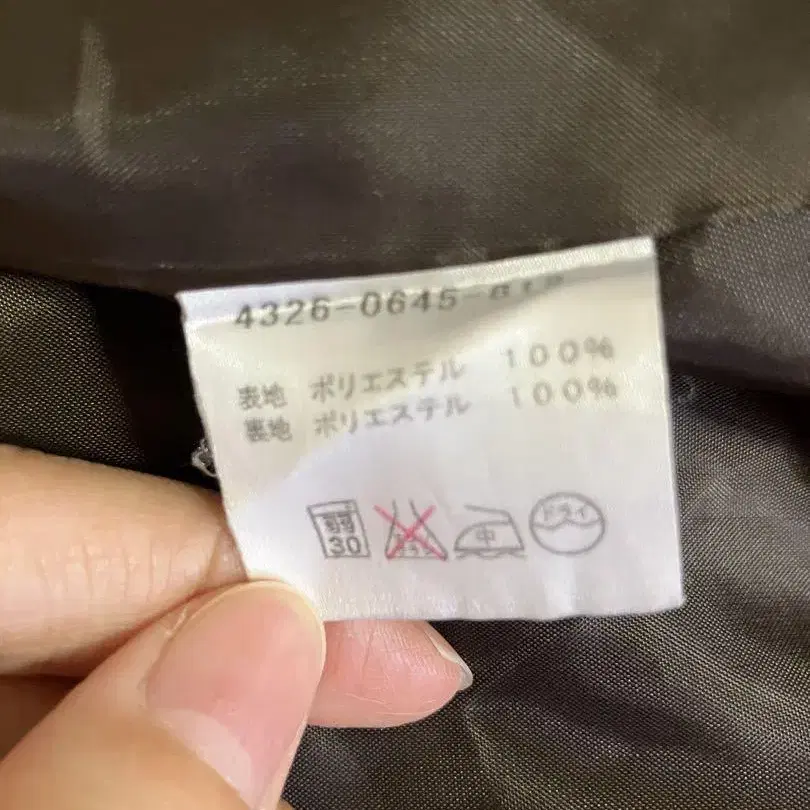 4326-0645-
表地 ポリエステル 100%
裏地 ポリエステル 100%
弱 30
中 ドライ